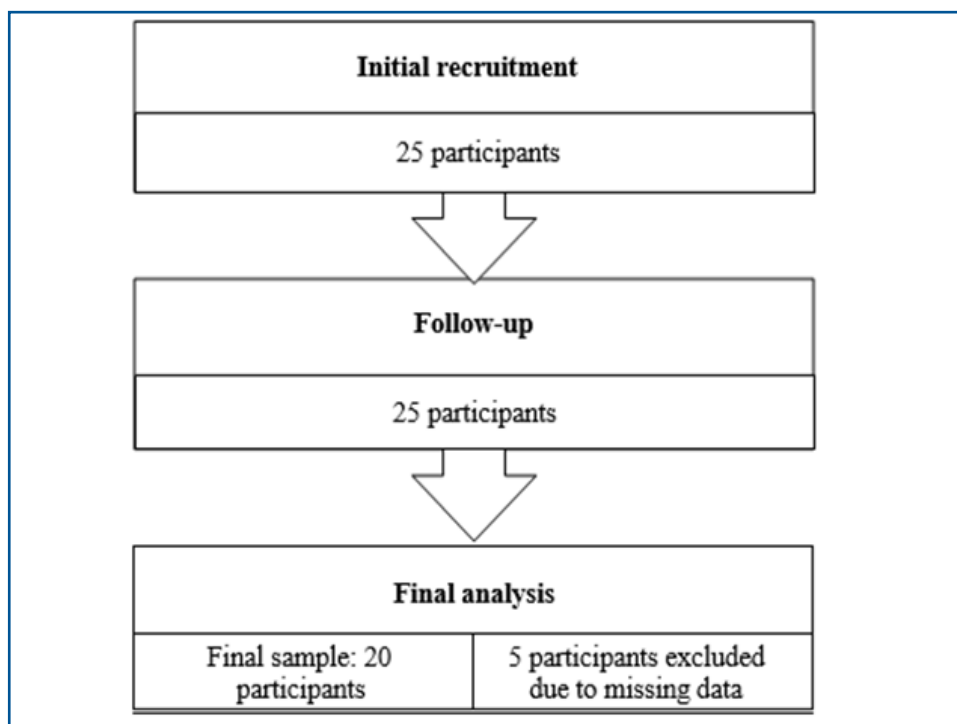 Initial recruitment
25 participants
Follow-up
25 participants
Final analysis
Final sample: 20
participants
5 participants excluded
due to missing data